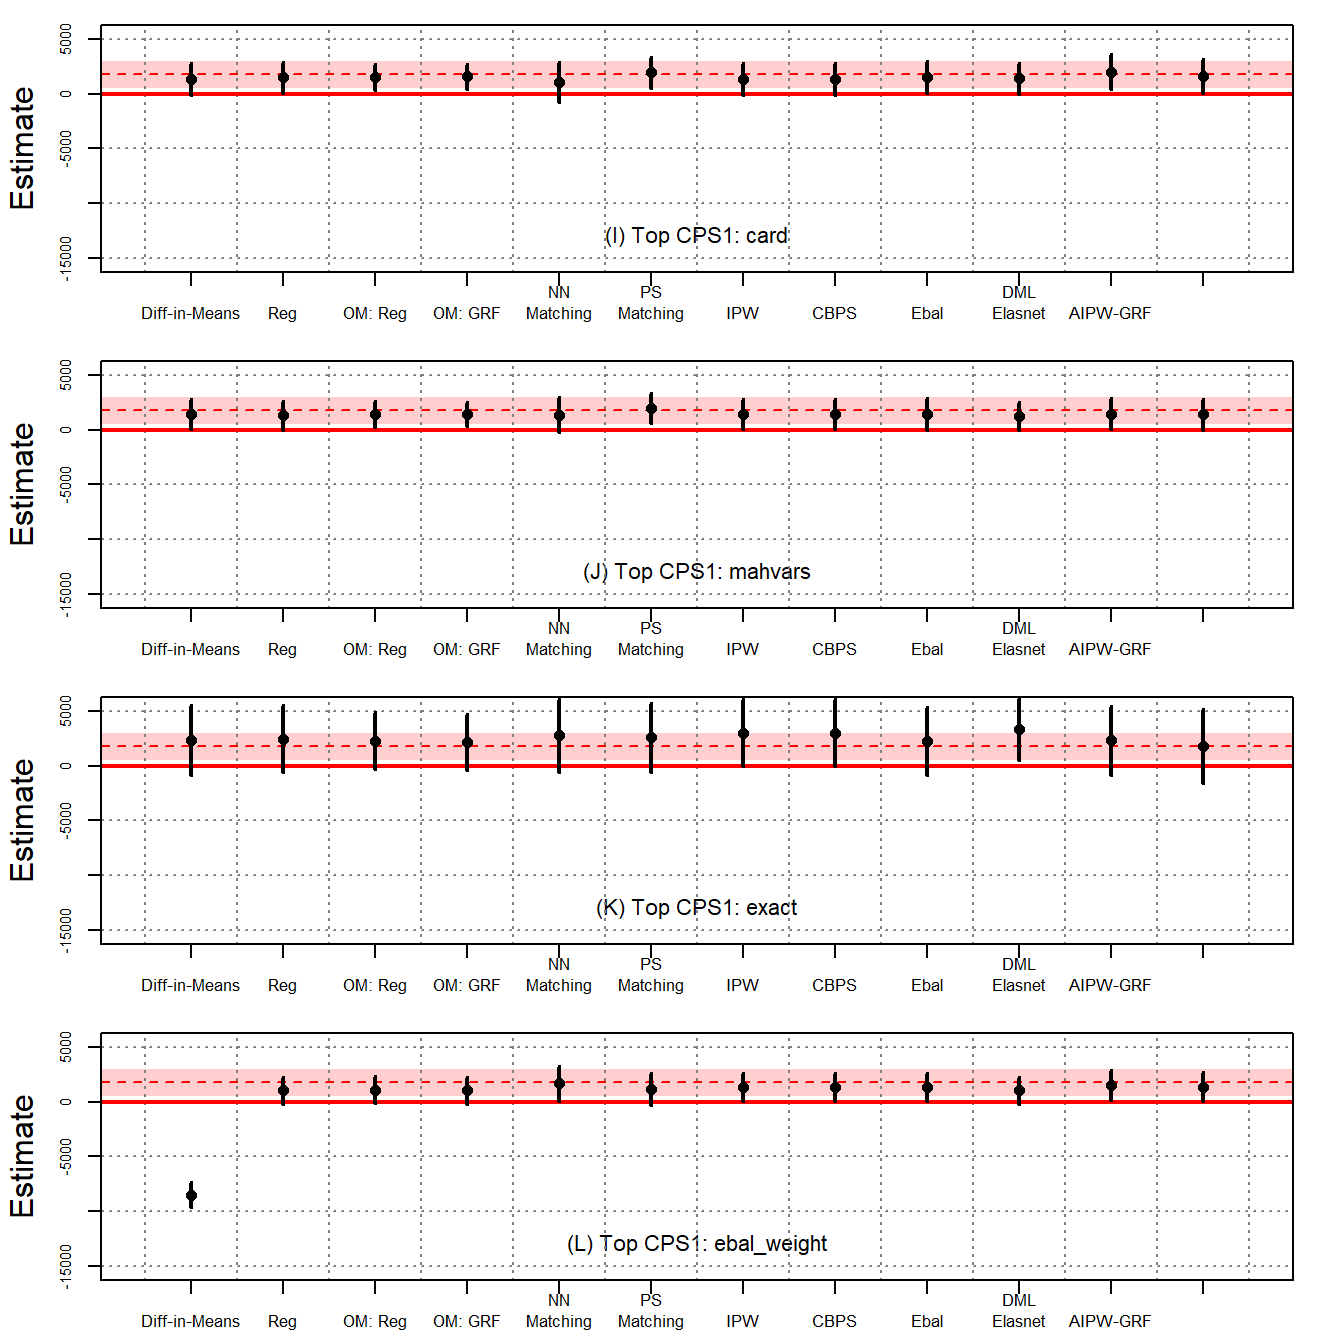 Estimate
5000
0
-5000
-15000
(I) Top CPS1: card
Diff-in-Means Reg OM: Reg OM: GRF NN Matching PS Matching IPW CBPS Ebal DML Elasnet AIPW-GRF
Estimate
5000
0
-5000
-15000
(J) Top CPS1: mahvars
Diff-in-Means Reg OM: Reg OM: GRF NN Matching PS Matching IPW CBPS Ebal DML Elasnet AIPW-GRF
Estimate
5000
0
-5000
-15000
(K) Top CPS1: exact
Diff-in-Means Reg OM: Reg OM: GRF NN Matching PS Matching IPW CBPS Ebal DML Elasnet AIPW-GRF
Estimate
5000
0
-5000
-15000
(L) Top CPS1: ebal_weight
Diff-in-Means Reg OM: Reg OM: GRF NN Matching PS Matching IPW CBPS Ebal DML Elasnet AIPW-GRF